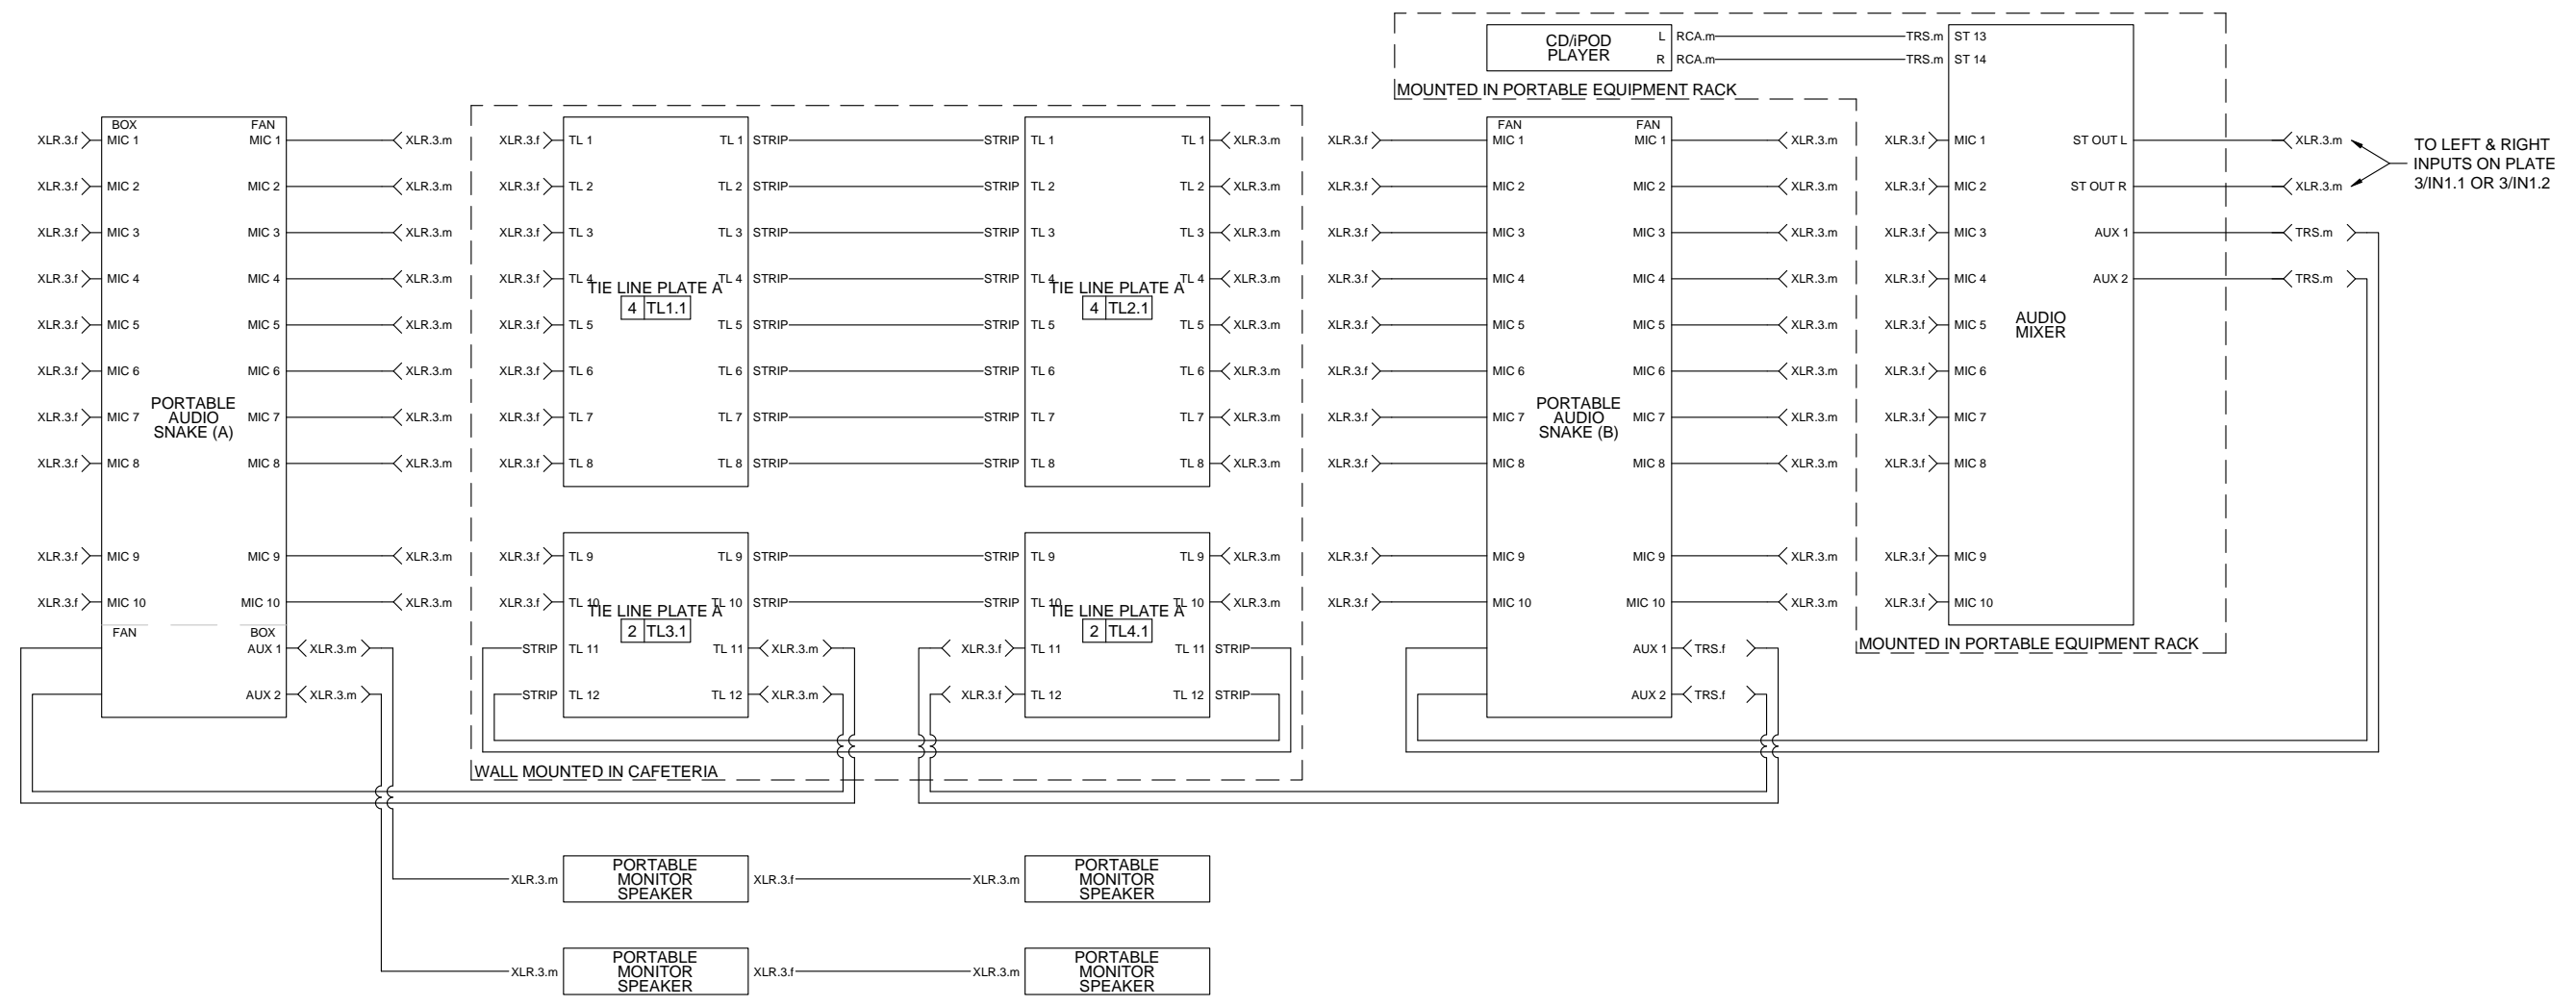 CD/iPOD
PLAYER
L RCA.m TRS.m ST 13
R RCA.m TRS.m ST 14
MOUNTED IN PORTABLE EQUIPMENT RACK
BOX FAN FAN FAN
XLR.3.f MIC 1 MIC 1 XLR.3.m XLR.3.f TL 1 TL 1 STRIP STRIP TL 1 TL 1 XLR.3.m XLR.3.f MIC 1 MIC 1 XLR.3.m XLR.3.f MIC 1 ST OUT L XLR.3.m
TO LEFT & RIGHT
INPUTS ON PLATE
3/IN1.1 OR 3/IN1.2
XLR.3.f MIC 2 MIC 2 XLR.3.m XLR.3.f TL 2 TL 2 STRIP STRIP TL 2 TL 2 XLR.3.m XLR.3.f MIC 2 MIC 2 XLR.3.m XLR.3.f MIC 2 ST OUT R XLR.3.m
XLR.3.f MIC 3 MIC 3 XLR.3.m XLR.3.f TL 3 TL 3 STRIP STRIP TL 3 TL 3 XLR.3.m XLR.3.f MIC 3 MIC 3 XLR.3.m XLR.3.f MIC 3 AUX 1 TRS.m
XLR.3.f MIC 4 MIC 4 XLR.3.m XLR.3.f TL 4 TL 4 STRIP STRIP TL 4 TL 4 XLR.3.m XLR.3.f MIC 4 MIC 4 XLR.3.m XLR.3.f MIC 4 AUX 2 TRS.m
TIE LINE PLATE A
4 TL1.1
TIE LINE PLATE A
4 TL2.1
XLR.3.f MIC 5 MIC 5 XLR.3.m XLR.3.f TL 5 TL 5 STRIP STRIP TL 5 TL 5 XLR.3.m XLR.3.f MIC 5 MIC 5 XLR.3.m XLR.3.f MIC 5
AUDIO
MIXER
XLR.3.f MIC 6 MIC 6 XLR.3.m XLR.3.f TL 6 TL 6 STRIP STRIP TL 6 TL 6 XLR.3.m XLR.3.f MIC 6 MIC 6 XLR.3.m XLR.3.f MIC 6
XLR.3.f MIC 7 MIC 7 XLR.3.m XLR.3.f TL 7 TL 7 STRIP STRIP TL 7 TL 7 XLR.3.m XLR.3.f MIC 7 MIC 7 XLR.3.m XLR.3.f MIC 7
PORTABLE
AUDIO
SNAKE (A)
PORTABLE
AUDIO
SNAKE (B)
XLR.3.f MIC 8 MIC 8 XLR.3.m XLR.3.f TL 8 TL 8 STRIP STRIP TL 8 TL 8 XLR.3.m XLR.3.f MIC 8 MIC 8 XLR.3.m XLR.3.f MIC 8
XLR.3.f MIC 9 MIC 9 XLR.3.m XLR.3.f TL 9 TL 9 STRIP STRIP TL 9 TL 9 XLR.3.m XLR.3.f MIC 9 MIC 9 XLR.3.m XLR.3.f MIC 9
XLR.3.f MIC 10 MIC 10 XLR.3.m XLR.3.f TL 10 TL 10 STRIP STRIP TL 10 TL 10 XLR.3.m XLR.3.f MIC 10 MIC 10 XLR.3.m XLR.3.f MIC 10
TIE LINE PLATE A
2 TL3.1
TIE LINE PLATE A
2 TL4.1
FAN BOX
MOUNTED IN PORTABLE EQUIPMENT RACK
AUX 1 XLR.3.m STRIP TL 11 TL 11 XLR.3.m XLR.3.f TL 11 TL 11 STRIP AUX 1 TRS.f
AUX 2 XLR.3.m STRIP TL 12 TL 12 XLR.3.m XLR.3.f TL 12 TL 12 STRIP AUX 2 TRS.f
WALL MOUNTED IN CAFETERIA
XLR.3.m
PORTABLE
MONITOR
SPEAKER
XLR.3.f XLR.3.m
PORTABLE
MONITOR
SPEAKER
XLR.3.m
PORTABLE
MONITOR
SPEAKER
XLR.3.f XLR.3.m
PORTABLE
MONITOR
SPEAKER